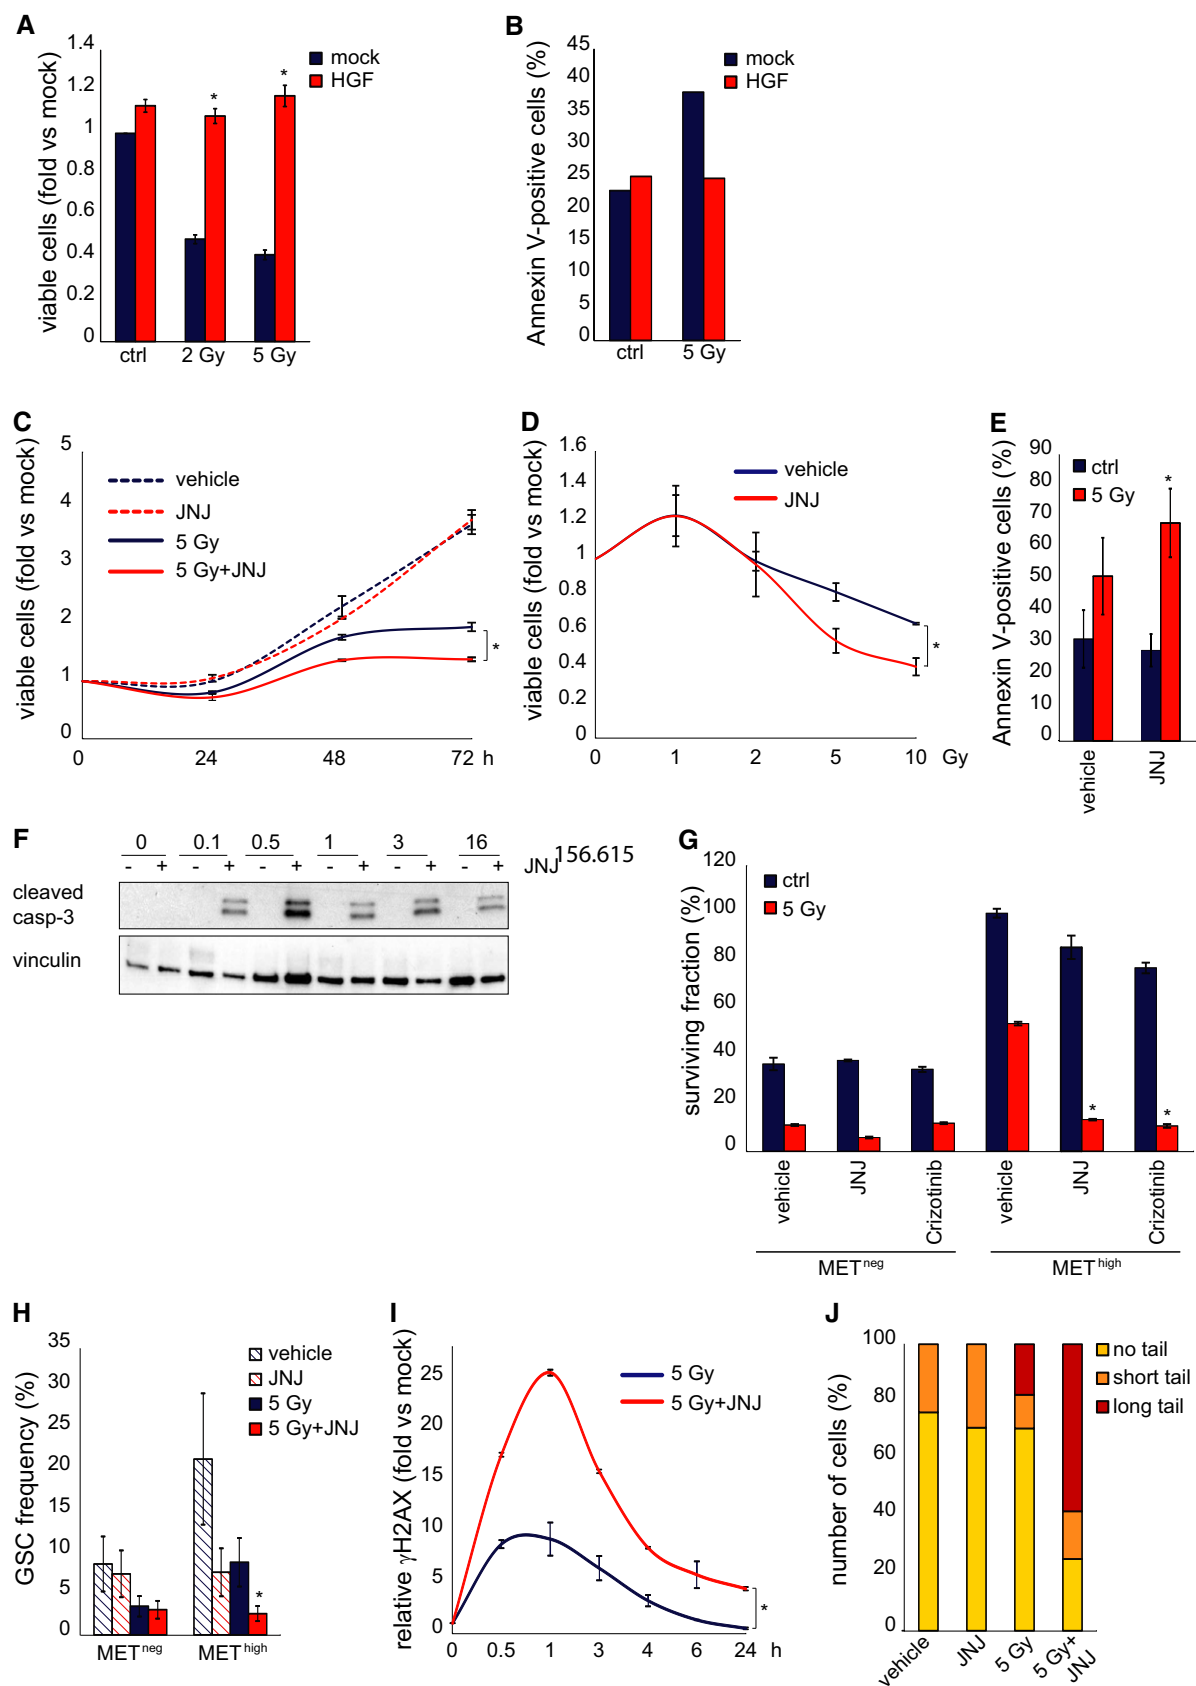 A
viable cells (fold vs mock)
1.4
1.2
1
0.8
0.6
0.4
0.2
0
mock
HGF
*
*
ctrl 2 Gy 5 Gy
B
Annexin V-positive cells (%)
45
40
35
30
25
20
15
10
5
0
mock
HGF
ctrl 5 Gy
C
viable cells (fold vs mock)
5
4
3
2
1
0
vehicle
JNJ
5 Gy
5 Gy+JNJ
*
0 24 48 72 h
D
viable cells (fold vs mock)
1.6
1.4
1.2
1
0.8
0.6
0.4
0.2
0
vehicle
JNJ
*
0 1 2 5 10 Gy
E
Annexin V-positive cells (%)
90
80
70
60
50
40
30
20
10
0
ctrl
5 Gy
*
vehicle
JNJ
F
0 0.1 0.5 1 3 16 156.615
- + - + - + - + - + - + JNJ
cleaved
casp-3
vinculin
G
surviving fraction (%)
120
100
80
60
40
20
0
ctrl
5 Gy
*
*
vehicle
JNJ
Crizotinib
vehicle
JNJ
Crizotinib
METneg METhigh
H
GSC frequency (%)
35
30
25
20
15
10
5
0
vehicle
JNJ
5 Gy
5 Gy+JNJ
*
METneg METhigh
I
relative γH2AX (fold vs mock)
25
20
15
10
5
0
5 Gy
5 Gy+JNJ
*
0 0.5 1 3 4 6 24 h
J
number of cells (%)
100
80
60
40
20
0
no tail
short tail
long tail
vehicle
JNJ
5 Gy
5 Gy+
JNJ